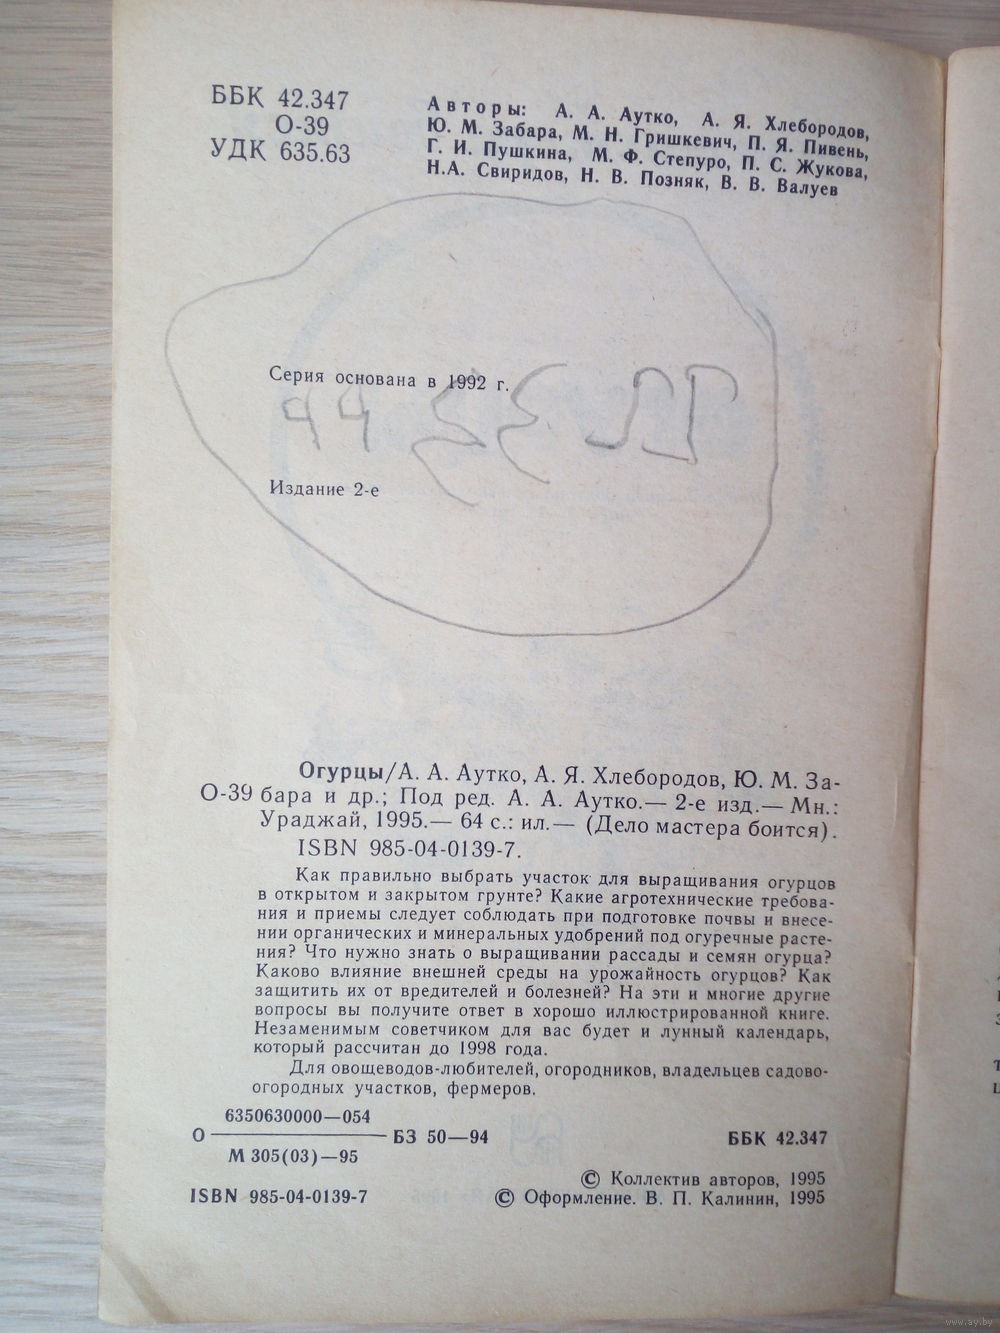 ББК 42.347
О-39
УДК 635.63
Авторы: А. А. Аутко, А. Я. Хлебородов,
Ю. М. Забара, М. Н. Гришкевич, П. Я. Пивень,
Г. И. Пушкина, М. Ф. Степуро, П. С. Жукова,
Н.А. Свиридов, Н. В. Позняк, В. В. Валуев
Серия основана в 1992 г.
Издание 2-е
Огурцы/А. А. Аутко, А. Я. Хлебородов, Ю. М. За-
О-39 бара и др.; Под ред. А. А. Аутко.— 2-е изд.— Мн.:
Ураджай, 1995.— 64 с.: ил.— (Дело мастера боится).
ISBN 985-04-0139-7.
Как правильно выбрать участок для выращивания огурцов
в открытом и закрытом грунте? Какие агротехнические требова-
ния и приемы следует соблюдать при подготовке почвы и внесе-
нии органических и минеральных удобрений под огуречные расте-
ния? Что нужно знать о выращивании рассады и семян огурца?
Каково влияние внешней среды на урожайность огурцов? Как
защитить их от вредителей и болезней? На эти и многие другие
вопросы вы получите ответ в хорошо иллюстрированной книге.
Незаменимым советчиком для вас будет и лунный календарь,
который рассчитан до 1998 года.
Для овощеводов-любителей, огородников, владельцев садово-
огородных участков, фермеров.
6350630000—054
О БЗ 50—94 ББК 42.347
М 305(03)—95
© Коллектив авторов, 1995
ISBN 985-04-0139-7 © Оформление. В. П. Калинин, 1995
www.ay.by